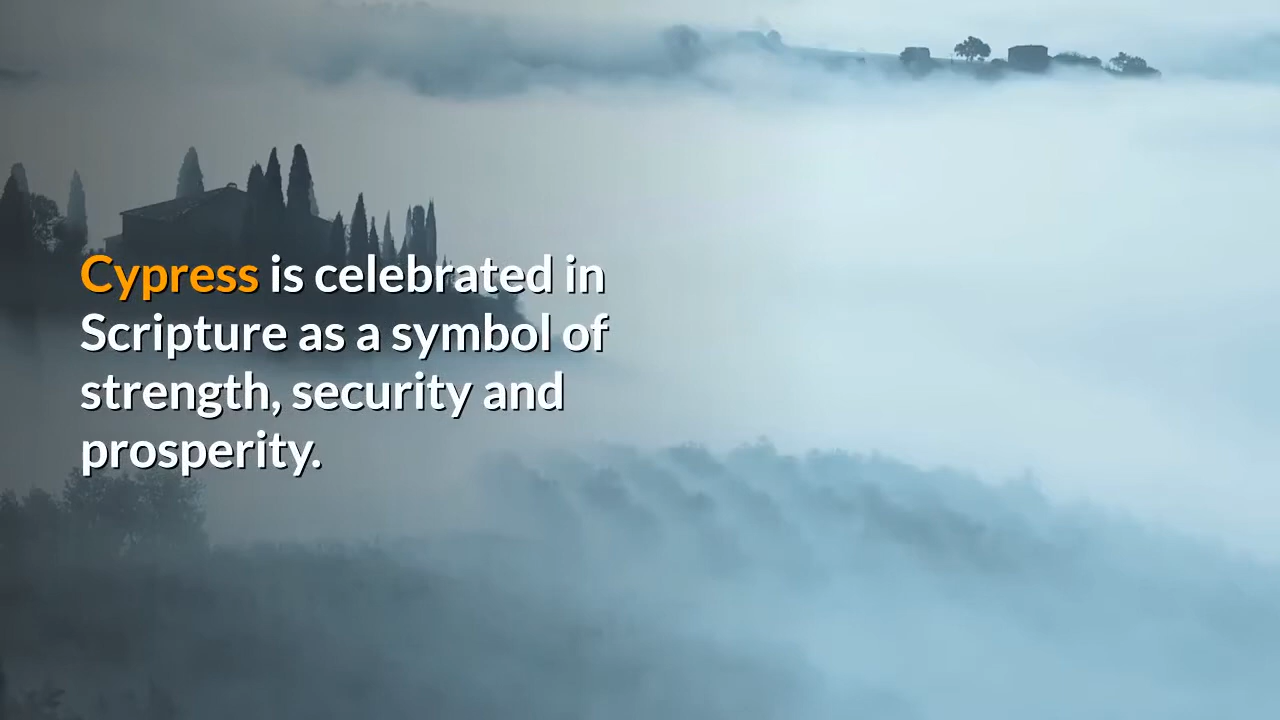 Cypress is celebrated in
Scripture as a symbol of
strength, security and
prosperity.